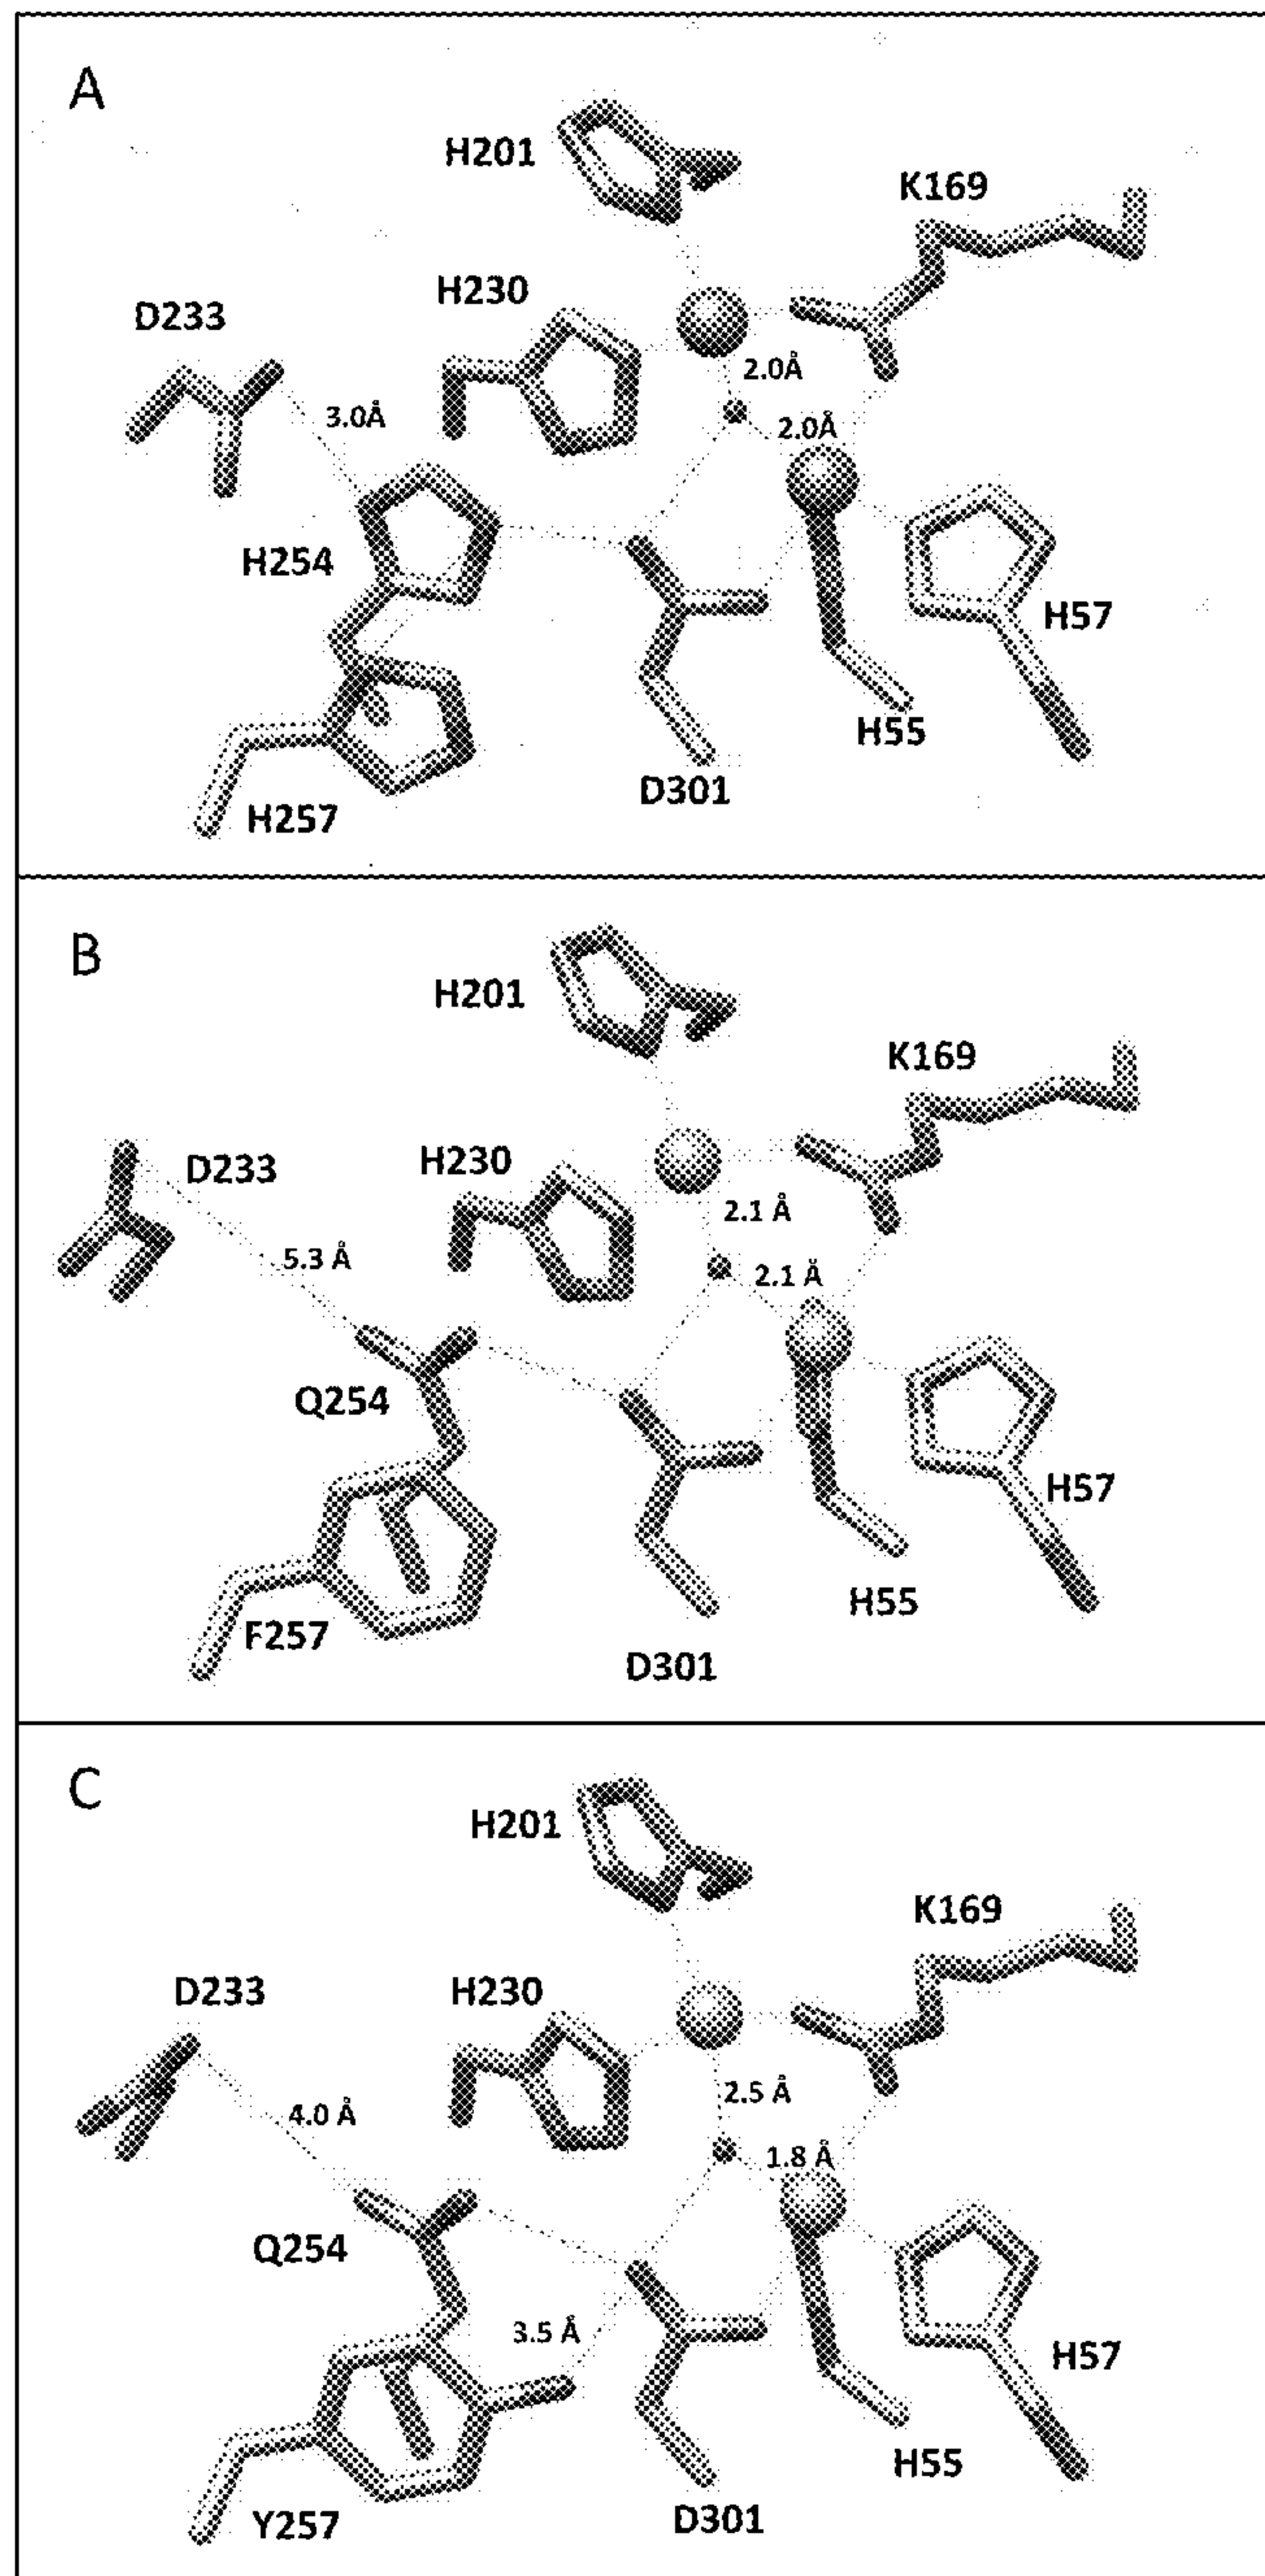 A
H201
K169
H230
D233
2.0Å
3.0Å
2.0Å
H254
H57
H55
D301
H257
B
H201
K169
H230
D233
2.1 Å
5.3 Å
2.1 Å
Q254
H57
H55
F257
D301
C
H201
K169
D233
H230
2.5 Å
4.0 Å
1.8 Å
Q254
3.5 Å
H57
H55
D301
Y257